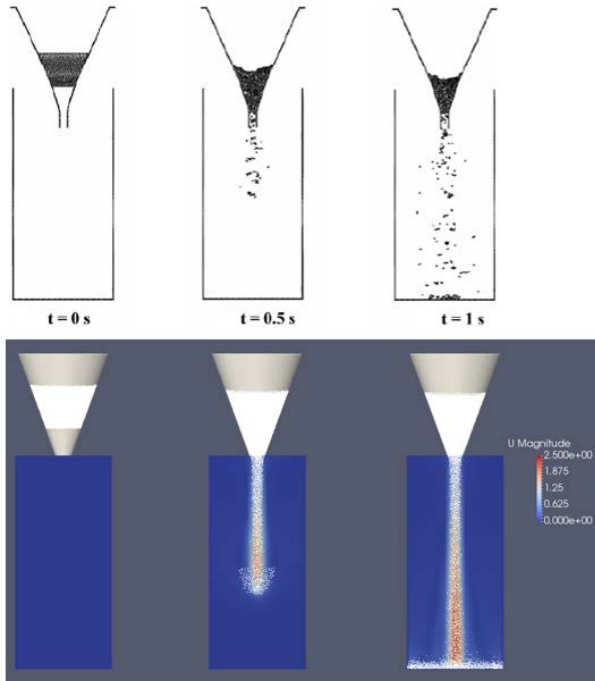 t = 0 s
t = 0.5 s
t = 1 s
U Magnitude
2.500e+00
1.875
1.25
0.625
0.000e+00